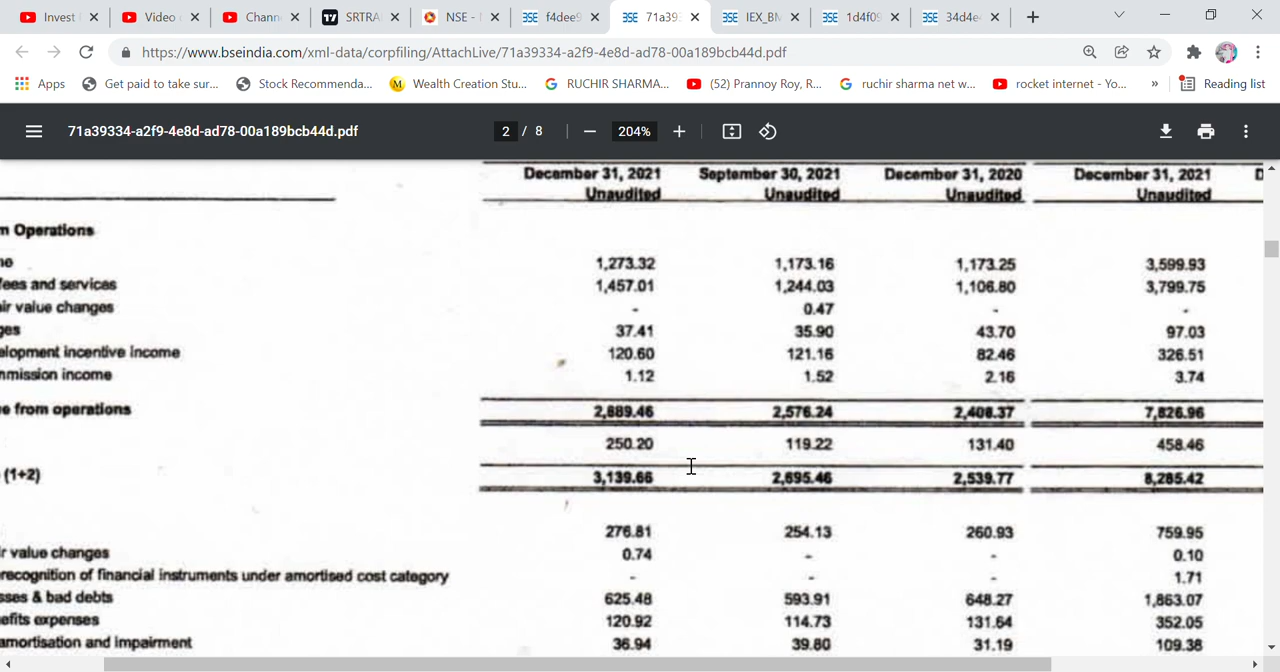 Invest
Video
Chann
SRTRA
NSE -
f4dee9
71a39
IEX_BM
1d4f09
34d4e
https://www.bseindia.com/xml-data/corpfiling/AttachLive/71a39334-a2f9-4e8d-ad78-00a189bcb44d.pdf
Apps Get paid to take sur... Stock Recommenda... Wealth Creation Stu... RUCHIR SHARMA... (52) Prannoy Roy, R... ruchir sharma net w... rocket internet - Yo... » Reading list
71a39334-a2f9-4e8d-ad78-00a189bcb44d.pdf 2 / 8 204%
December 31, 2021 September 30, 2021 December 31, 2020 December 31, 2021 D
Unaudited Unaudited Unaudited Unaudited
m Operations
ne 1,273.32 1,173.16 1,173.25 3,599.93
fees and services 1,457.01 1,244.03 1,106.80 3,799.75
ir value changes - 0.47 - -
ges 37.41 35.90 43.70 97.03
elopment incentive income 120.60 121.16 82.46 326.51
mmission income 1.12 1.52 2.16 3.74
e from operations 2,889.46 2,576.24 2,408.37 7,826.96
250.20 119.22 131.40 458.46
(1+2) 3,139.66 2,695.46 2,539.77 8,285.42
276.81 254.13 260.93 759.95
r value changes 0.74 - - 0.10
recognition of financial instruments under amortised cost category - - - 1.71
sses & bad debts 625.48 593.91 648.27 1,863.07
efits expenses 120.92 114.73 131.64 352.05
amortisation and impairment 36.94 39.80 31.19 109.38